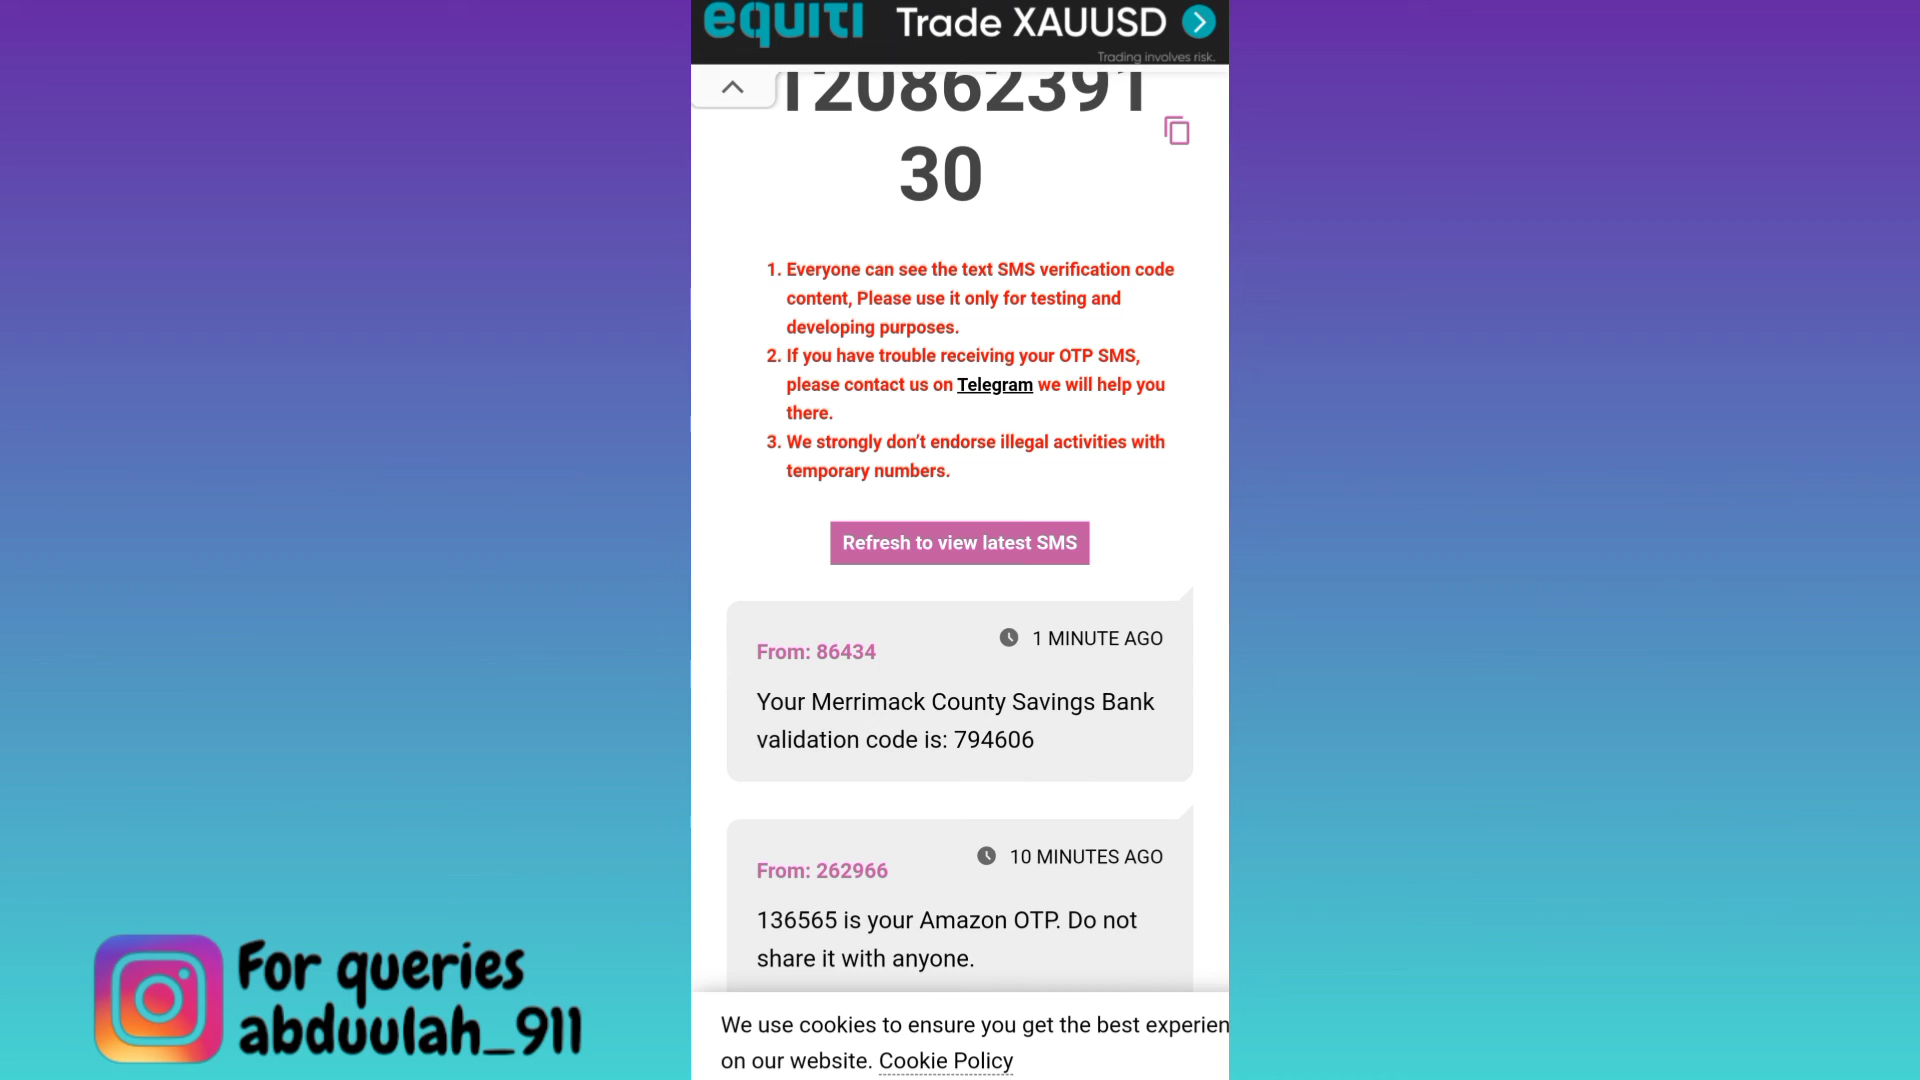 equiti Trade XAUUSD
Trading involves risk.
120862391
30
1. Everyone can see the text SMS verification code
content, Please use it only for testing and
developing purposes.
2. If you have trouble receiving your OTP SMS,
please contact us on Telegram we will help you
there.
3. We strongly don't endorse illegal activities with
temporary numbers.
Refresh to view latest SMS
1 MINUTE AGO
From: 86434
Your Merrimack County Savings Bank
validation code is: 794606
10 MINUTES AGO
From: 262966
136565 is your Amazon OTP. Do not
share it with anyone.
We use cookies to ensure you get the best experien
on our website. Cookie Policy
For queries
abduulah_911